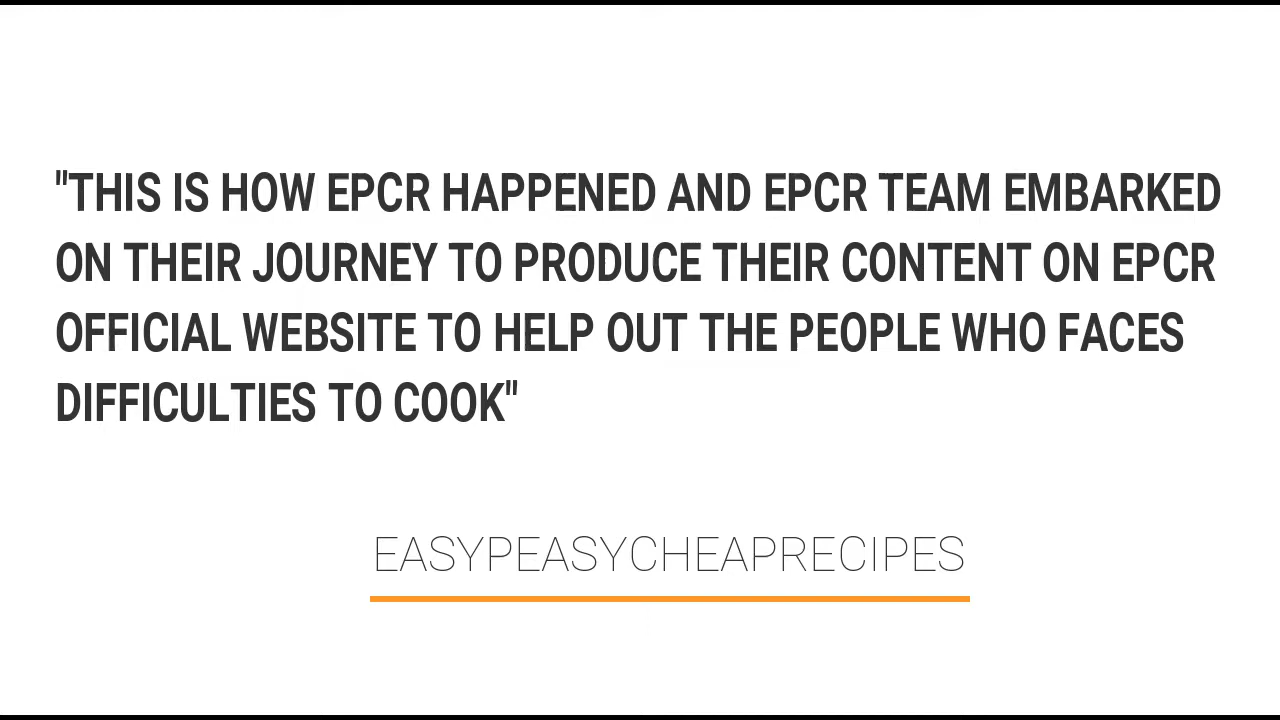 "THIS IS HOW EPCR HAPPENED AND EPCR TEAM EMBARKED
ON THEIR JOURNEY TO PRODUCE THEIR CONTENT ON EPCR
OFFICIAL WEBSITE TO HELP OUT THE PEOPLE WHO FACES
DIFFICULTIES TO COOK"
EASYPEASYCHEAPRECIPES